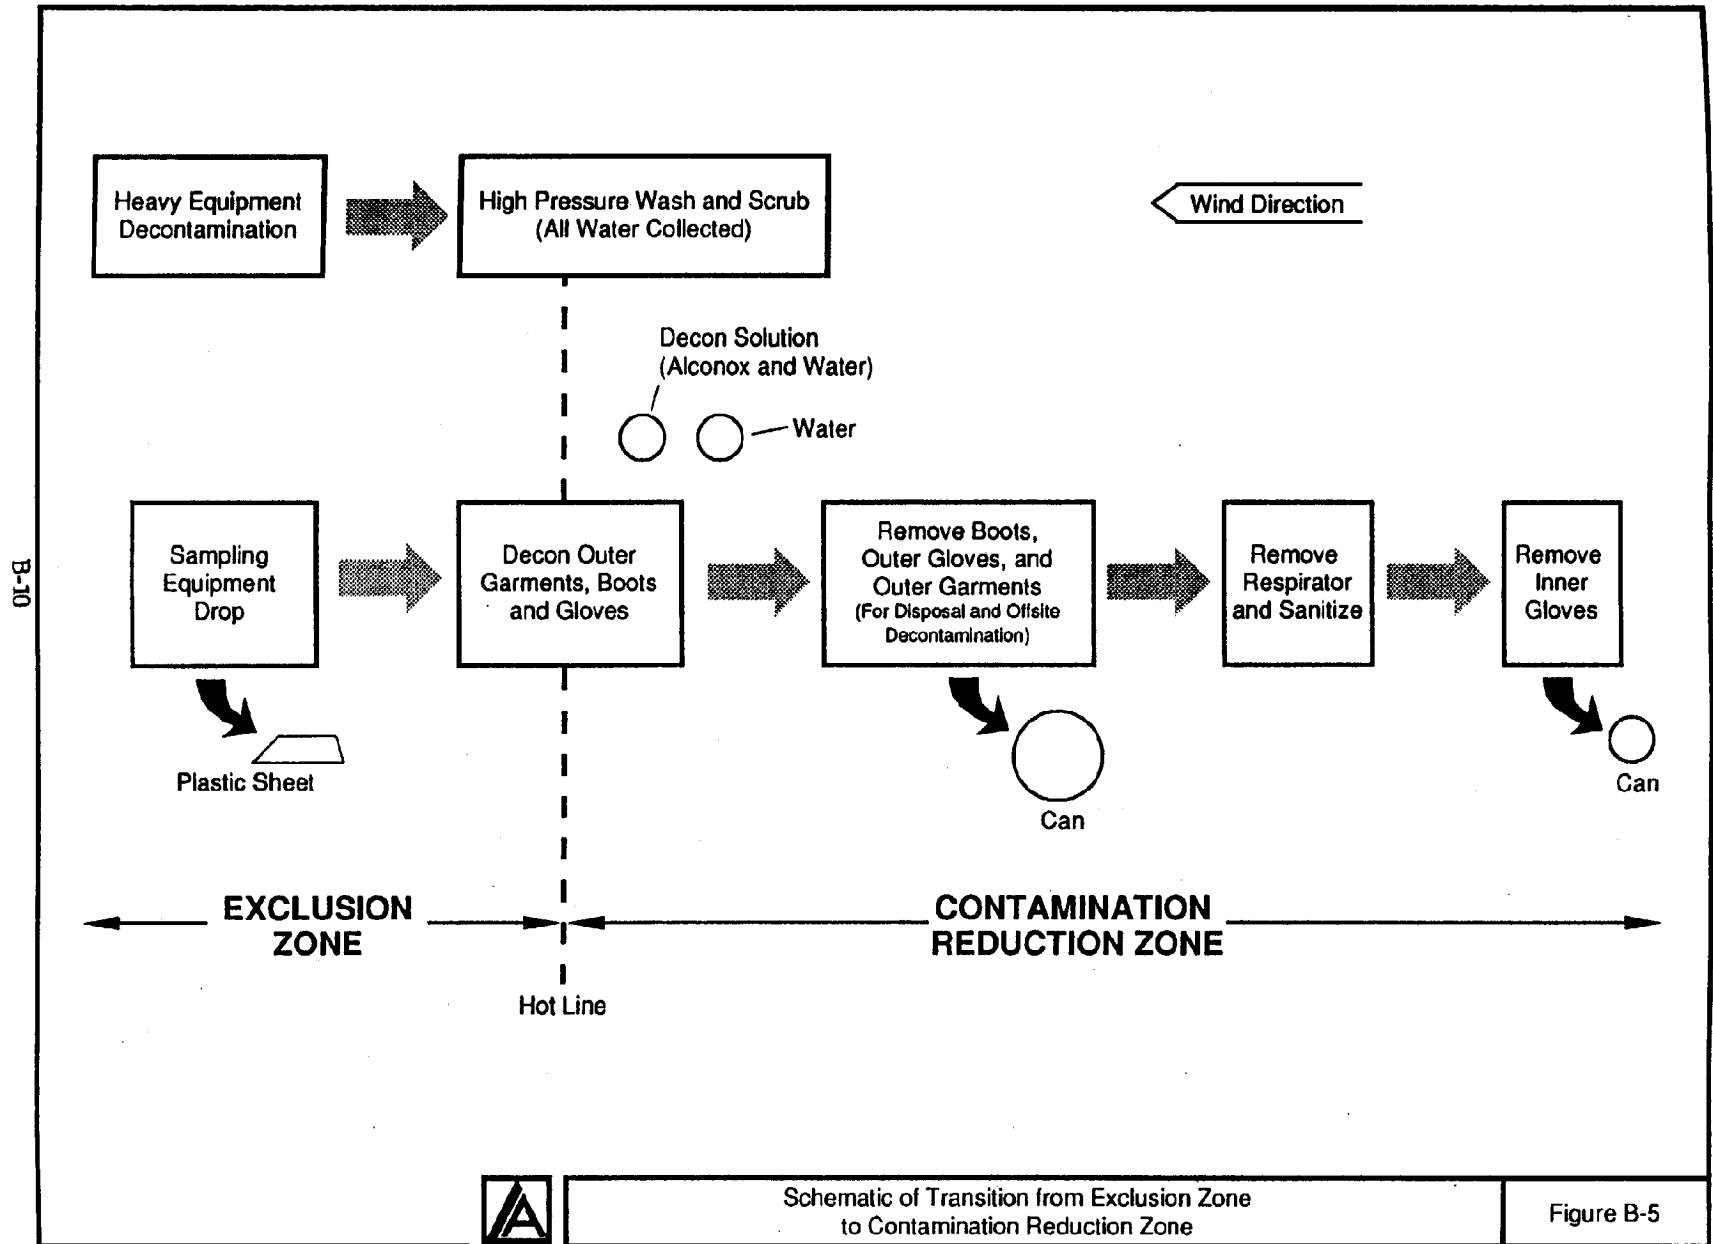 Heavy Equipment
Decontamination
High Pressure Wash and Scrub
(All Water Collected)
Wind Direction
Decon Solution
(Alconox and Water)
Water
Sampling
Equipment
Drop
Decon Outer
Garments, Boots
and Gloves
Remove Boots,
Outer Gloves, and
Outer Garments
(For Disposal and Offsite
Decontamination)
Remove
Respirator
and Sanitize
Remove
Inner
Gloves
Plastic Sheet
Can
Can
EXCLUSION
ZONE
CONTAMINATION
REDUCTION ZONE
Hot Line
B-10
Schematic of Transition from Exclusion Zone
to Contamination Reduction Zone
Figure B-5